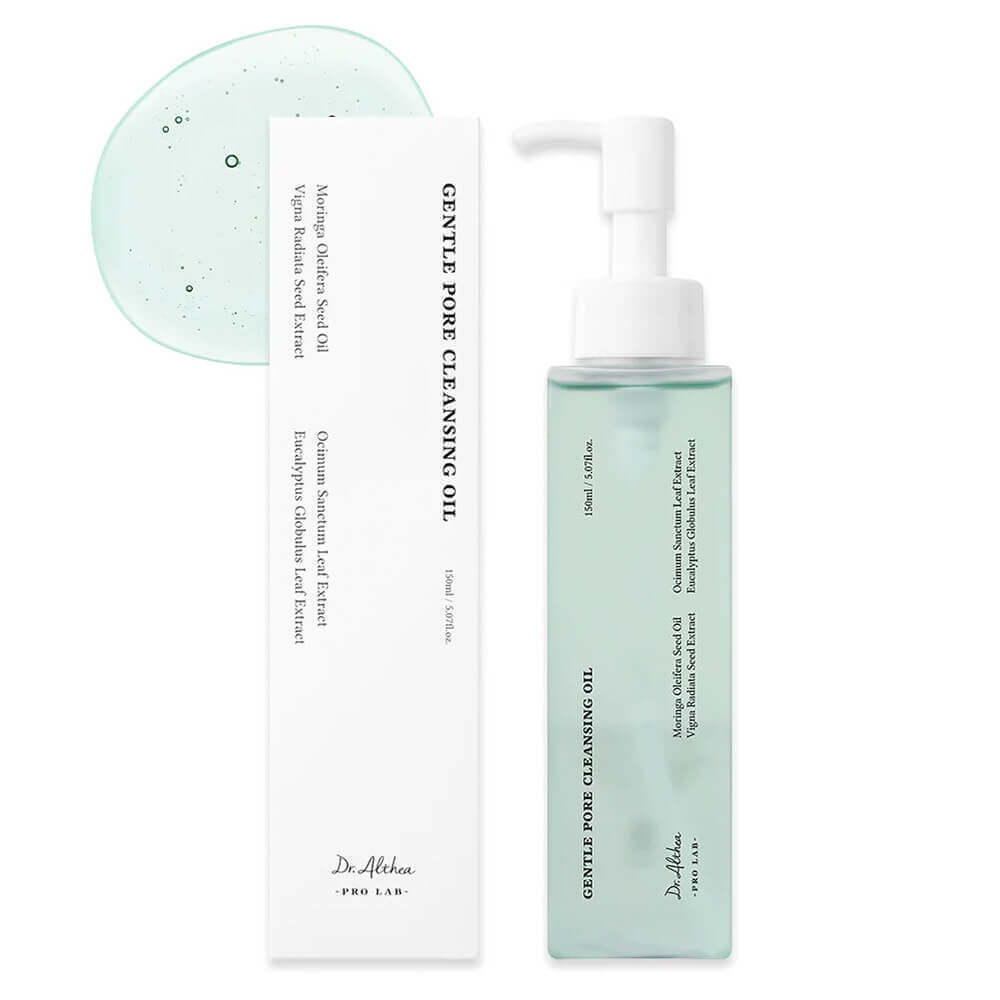 GENTLE PORE CLEANSING OIL
150ml / 5.07fl.oz.
Moringa Oleifera Seed Oil
Vigna Radiata Seed Extract
Ocimum Sanctum Leaf Extract
Eucalyptus Globulus Leaf Extract
Dr. Althea
-PRO LAB-
GENTLE PORE CLEANSING OIL
150ml / 5.07fl.oz.
Moringa Oleifera Seed Oil
Vigna Radiata Seed Extract
Ocimum Sanctum Leaf Extract
Eucalyptus Globulus Leaf Extract
Dr. Althea
-PRO LAB-